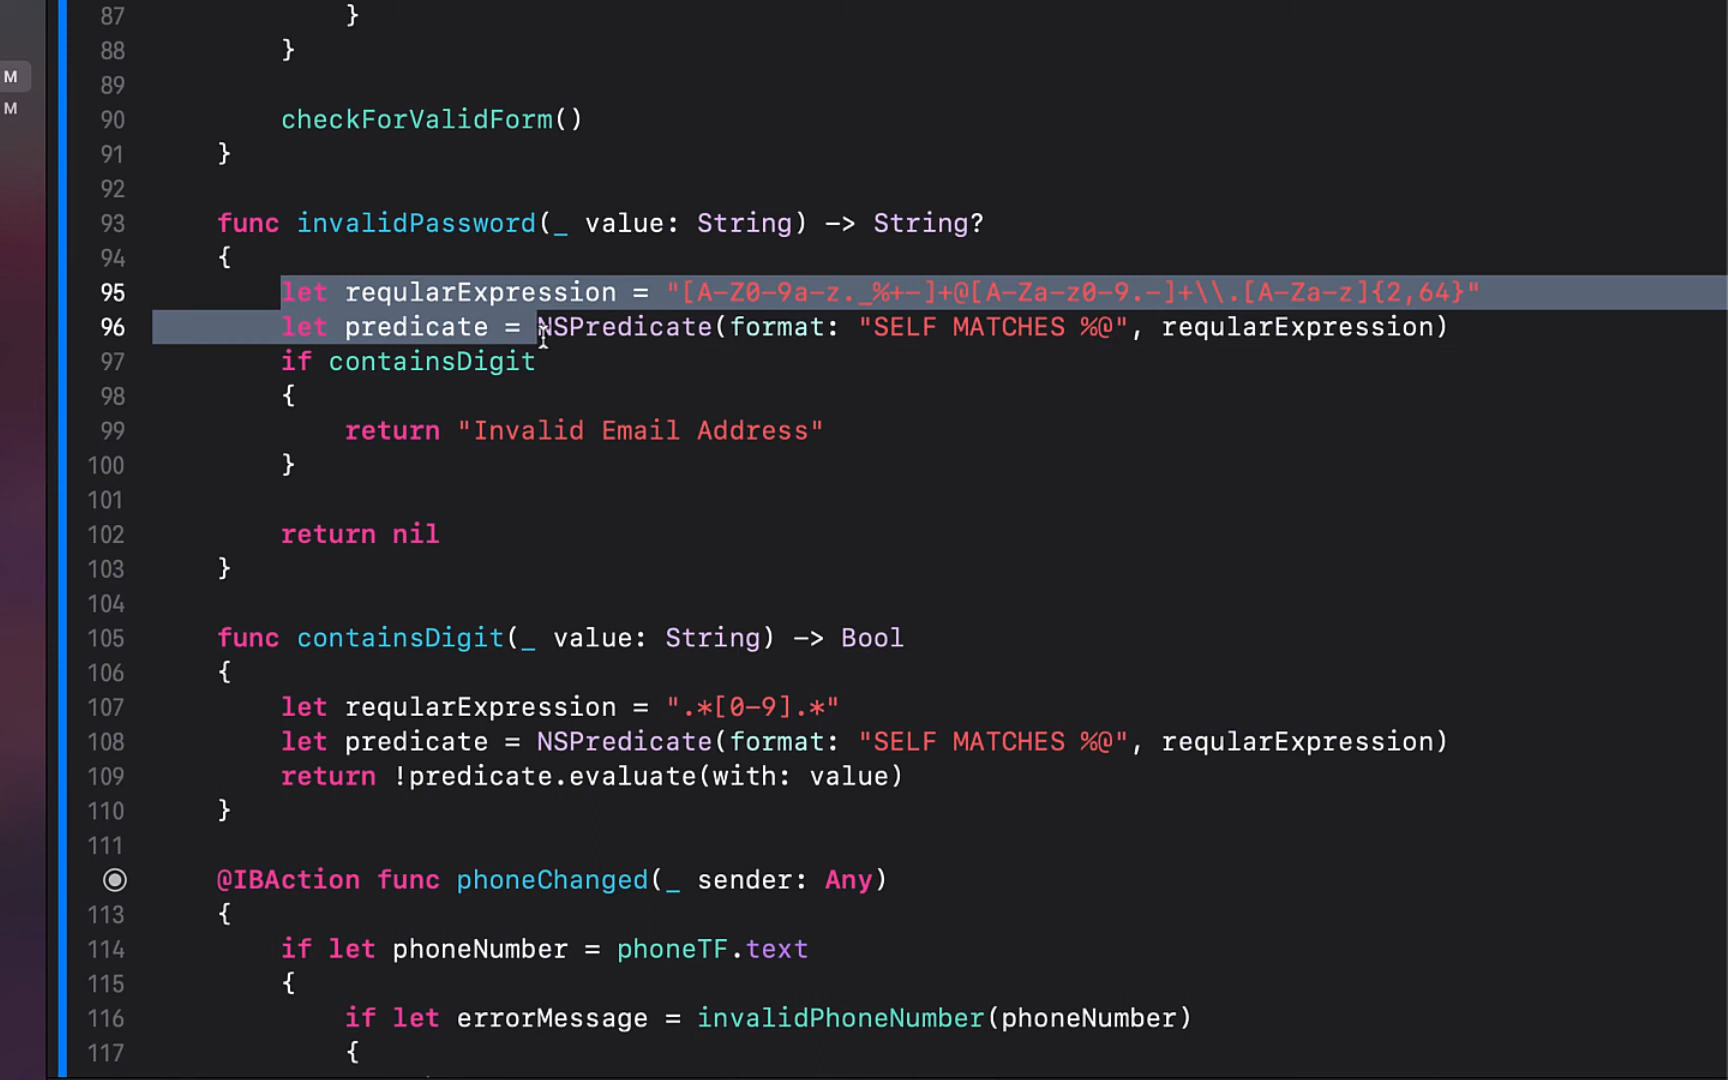 87 }
88 }
89
90 checkForValidForm()
91 }
92
93 func invalidPassword(_ value: String) -> String?
94 {
95 let reqularExpression = "[A-Z0-9a-z._%+-]+@[A-Za-z0-9.-]+\\.[A-Za-z]{2,64}"
96 let predicate = NSPredicate(format: "SELF MATCHES %@", reqularExpression)
97 if containsDigit
98 {
99 return "Invalid Email Address"
100 }
101
102 return nil
103 }
104
105 func containsDigit(_ value: String) -> Bool
106 {
107 let reqularExpression = ".*[0-9].*"
108 let predicate = NSPredicate(format: "SELF MATCHES %@", reqularExpression)
109 return !predicate.evaluate(with: value)
110 }
111
@IBAction func phoneChanged(_ sender: Any)
113 {
114 if let phoneNumber = phoneTF.text
115 {
116 if let errorMessage = invalidPhoneNumber(phoneNumber)
117 {
M
M